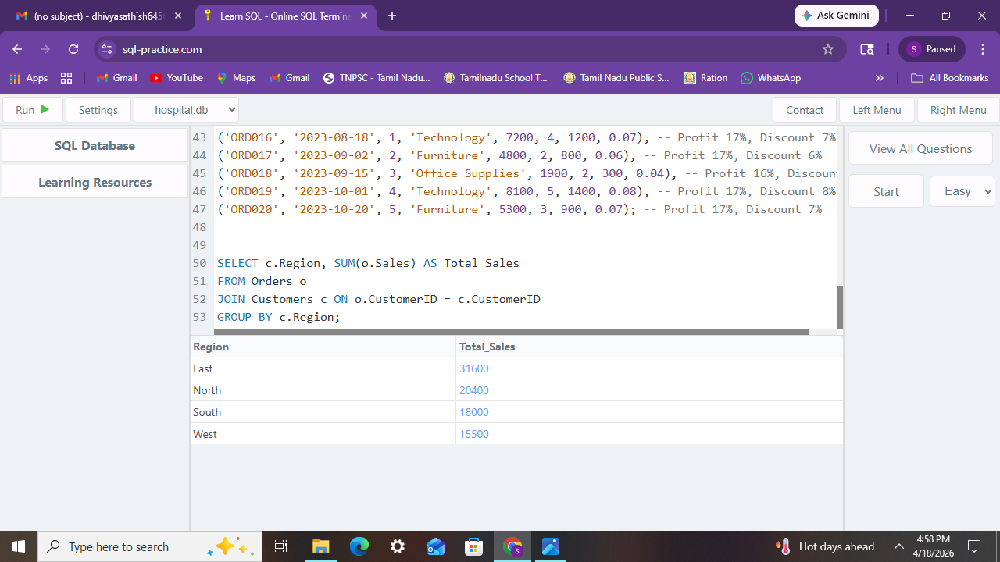 (no subject) - dhivyasathish645
Learn SQL - Online SQL Termina
Ask Gemini
sql-practice.com
S
Paused
Apps
Gmail
YouTube
Maps
Gmail
TNPSC - Tamil Nadu...
Tamilnadu School T...
Tamil Nadu Public S...
Ration
WhatsApp
»
All Bookmarks
Run
Settings
hospital.db
Contact
Left Menu
Right Menu
SQL Database
Learning Resources
43 ('ORD016', '2023-08-18', 1, 'Technology', 7200, 4, 1200, 0.07), -- Profit 17%, Discount 7%
44 ('ORD017', '2023-09-02', 2, 'Furniture', 4800, 2, 800, 0.06), -- Profit 17%, Discount 6%
45 ('ORD018', '2023-09-15', 3, 'Office Supplies', 1900, 2, 300, 0.04), -- Profit 16%, Discoun
46 ('ORD019', '2023-10-01', 4, 'Technology', 8100, 5, 1400, 0.08), -- Profit 17%, Discount 8%
47 ('ORD020', '2023-10-20', 5, 'Furniture', 5300, 3, 900, 0.07); -- Profit 17%, Discount 7%
48
49
50 SELECT c.Region, SUM(o.Sales) AS Total_Sales
51 FROM Orders o
52 JOIN Customers c ON o.CustomerID = c.CustomerID
53 GROUP BY c.Region;
View All Questions
Start
Easy
Region Total_Sales
East 31600
North 20400
South 18000
West 15500
Type here to search
S
Hot days ahead
4:58 PM
4/18/2026